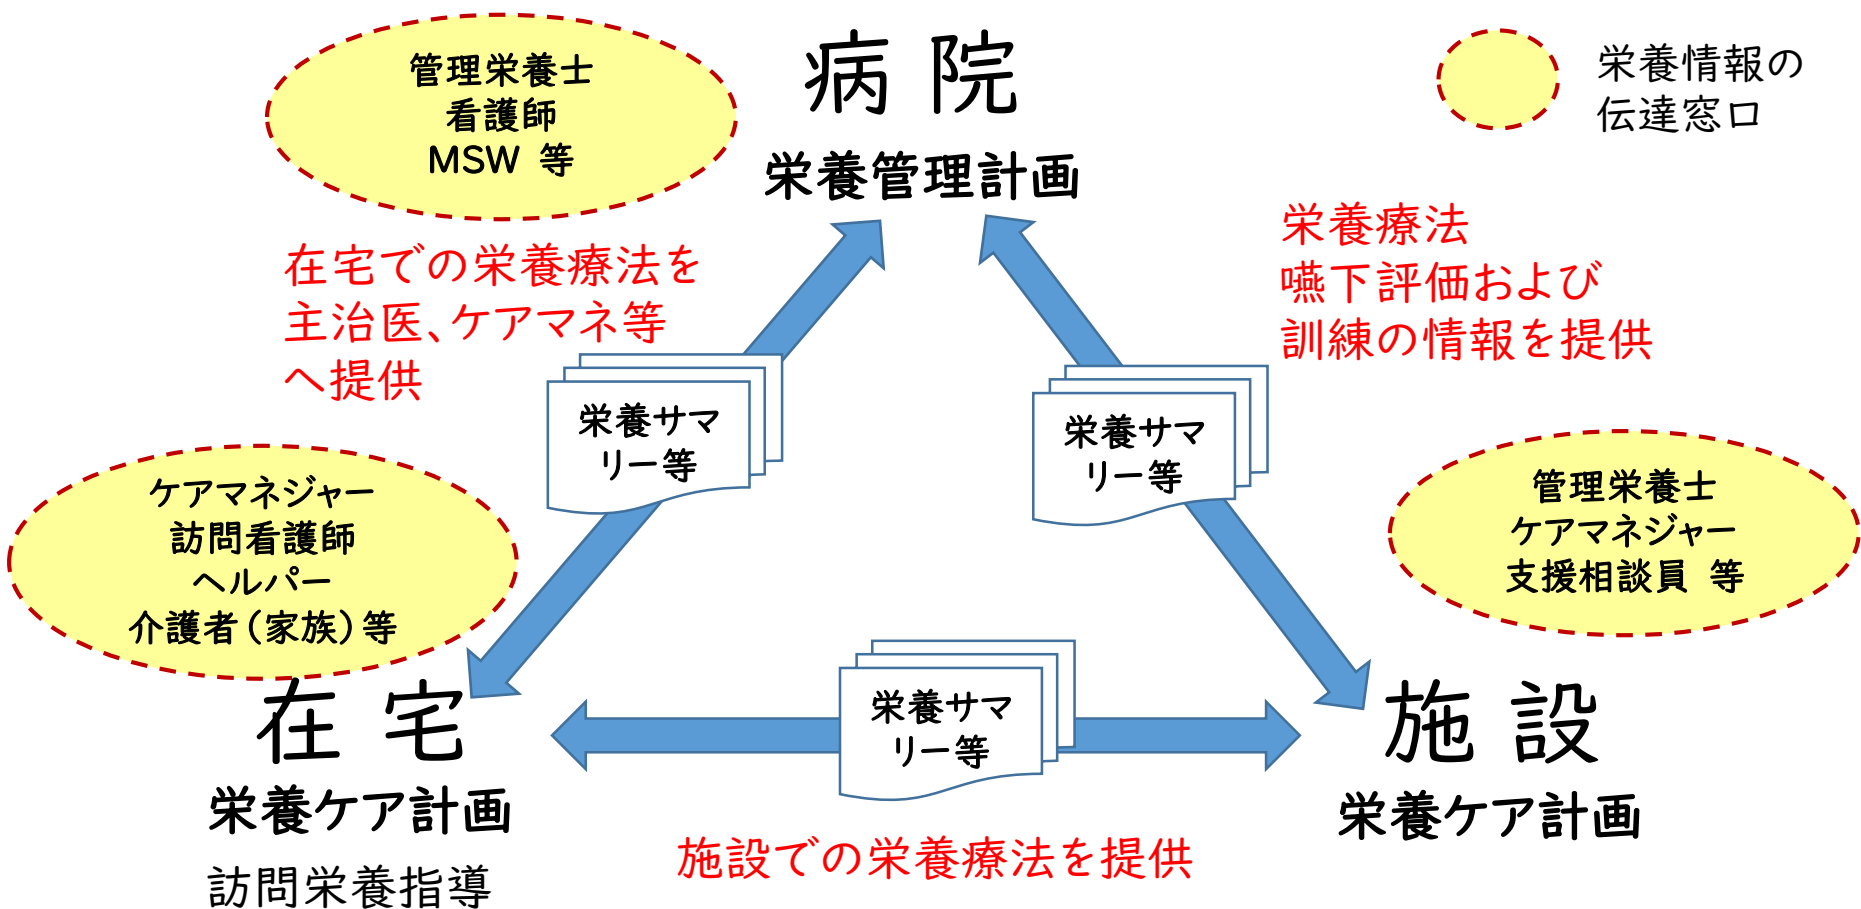 管理栄養士
看護師
MSW 等
病 院
栄養管理計画
栄養情報の
伝達窓口
在宅での栄養療法を
主治医、ケアマネ等
へ提供
栄養療法
嚥下評価および
訓練の情報を提供
栄養サマ
リー等
栄養サマ
リー等
ケアマネジャー
訪問看護師
ヘルパー
介護者（家族）等
管理栄養士
ケアマネジャー
支援相談員 等
在 宅
栄養ケア計画
訪問栄養指導
栄養サマ
リー等
施設での栄養療法を提供
施 設
栄養ケア計画